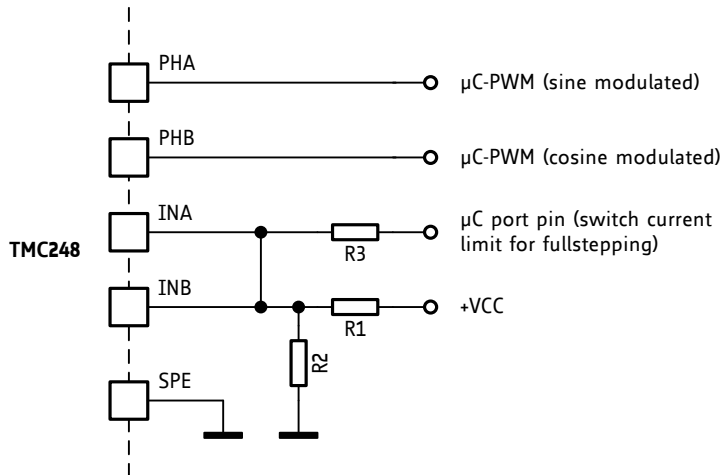 PHA
µC-PWM (sine modulated)
PHB
µC-PWM (cosine modulated)
INA
µC port pin (switch current
limit for fullstepping)
R3
TMC248
INB
+VCC
R1
R2
SPE